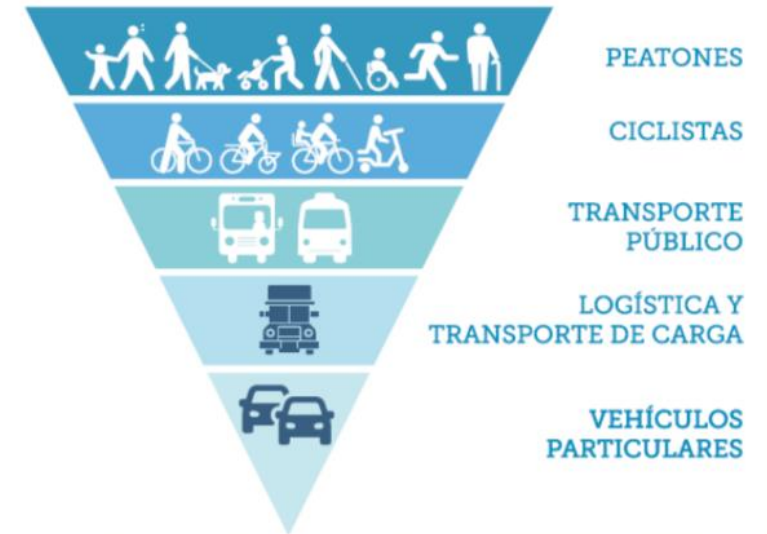 PEATONES
CICLISTAS
TRANSPORTE
PÚBLICO
LOGÍSTICA Y
TRANSPORTE DE CARGA
VEHÍCULOS
PARTICULARES